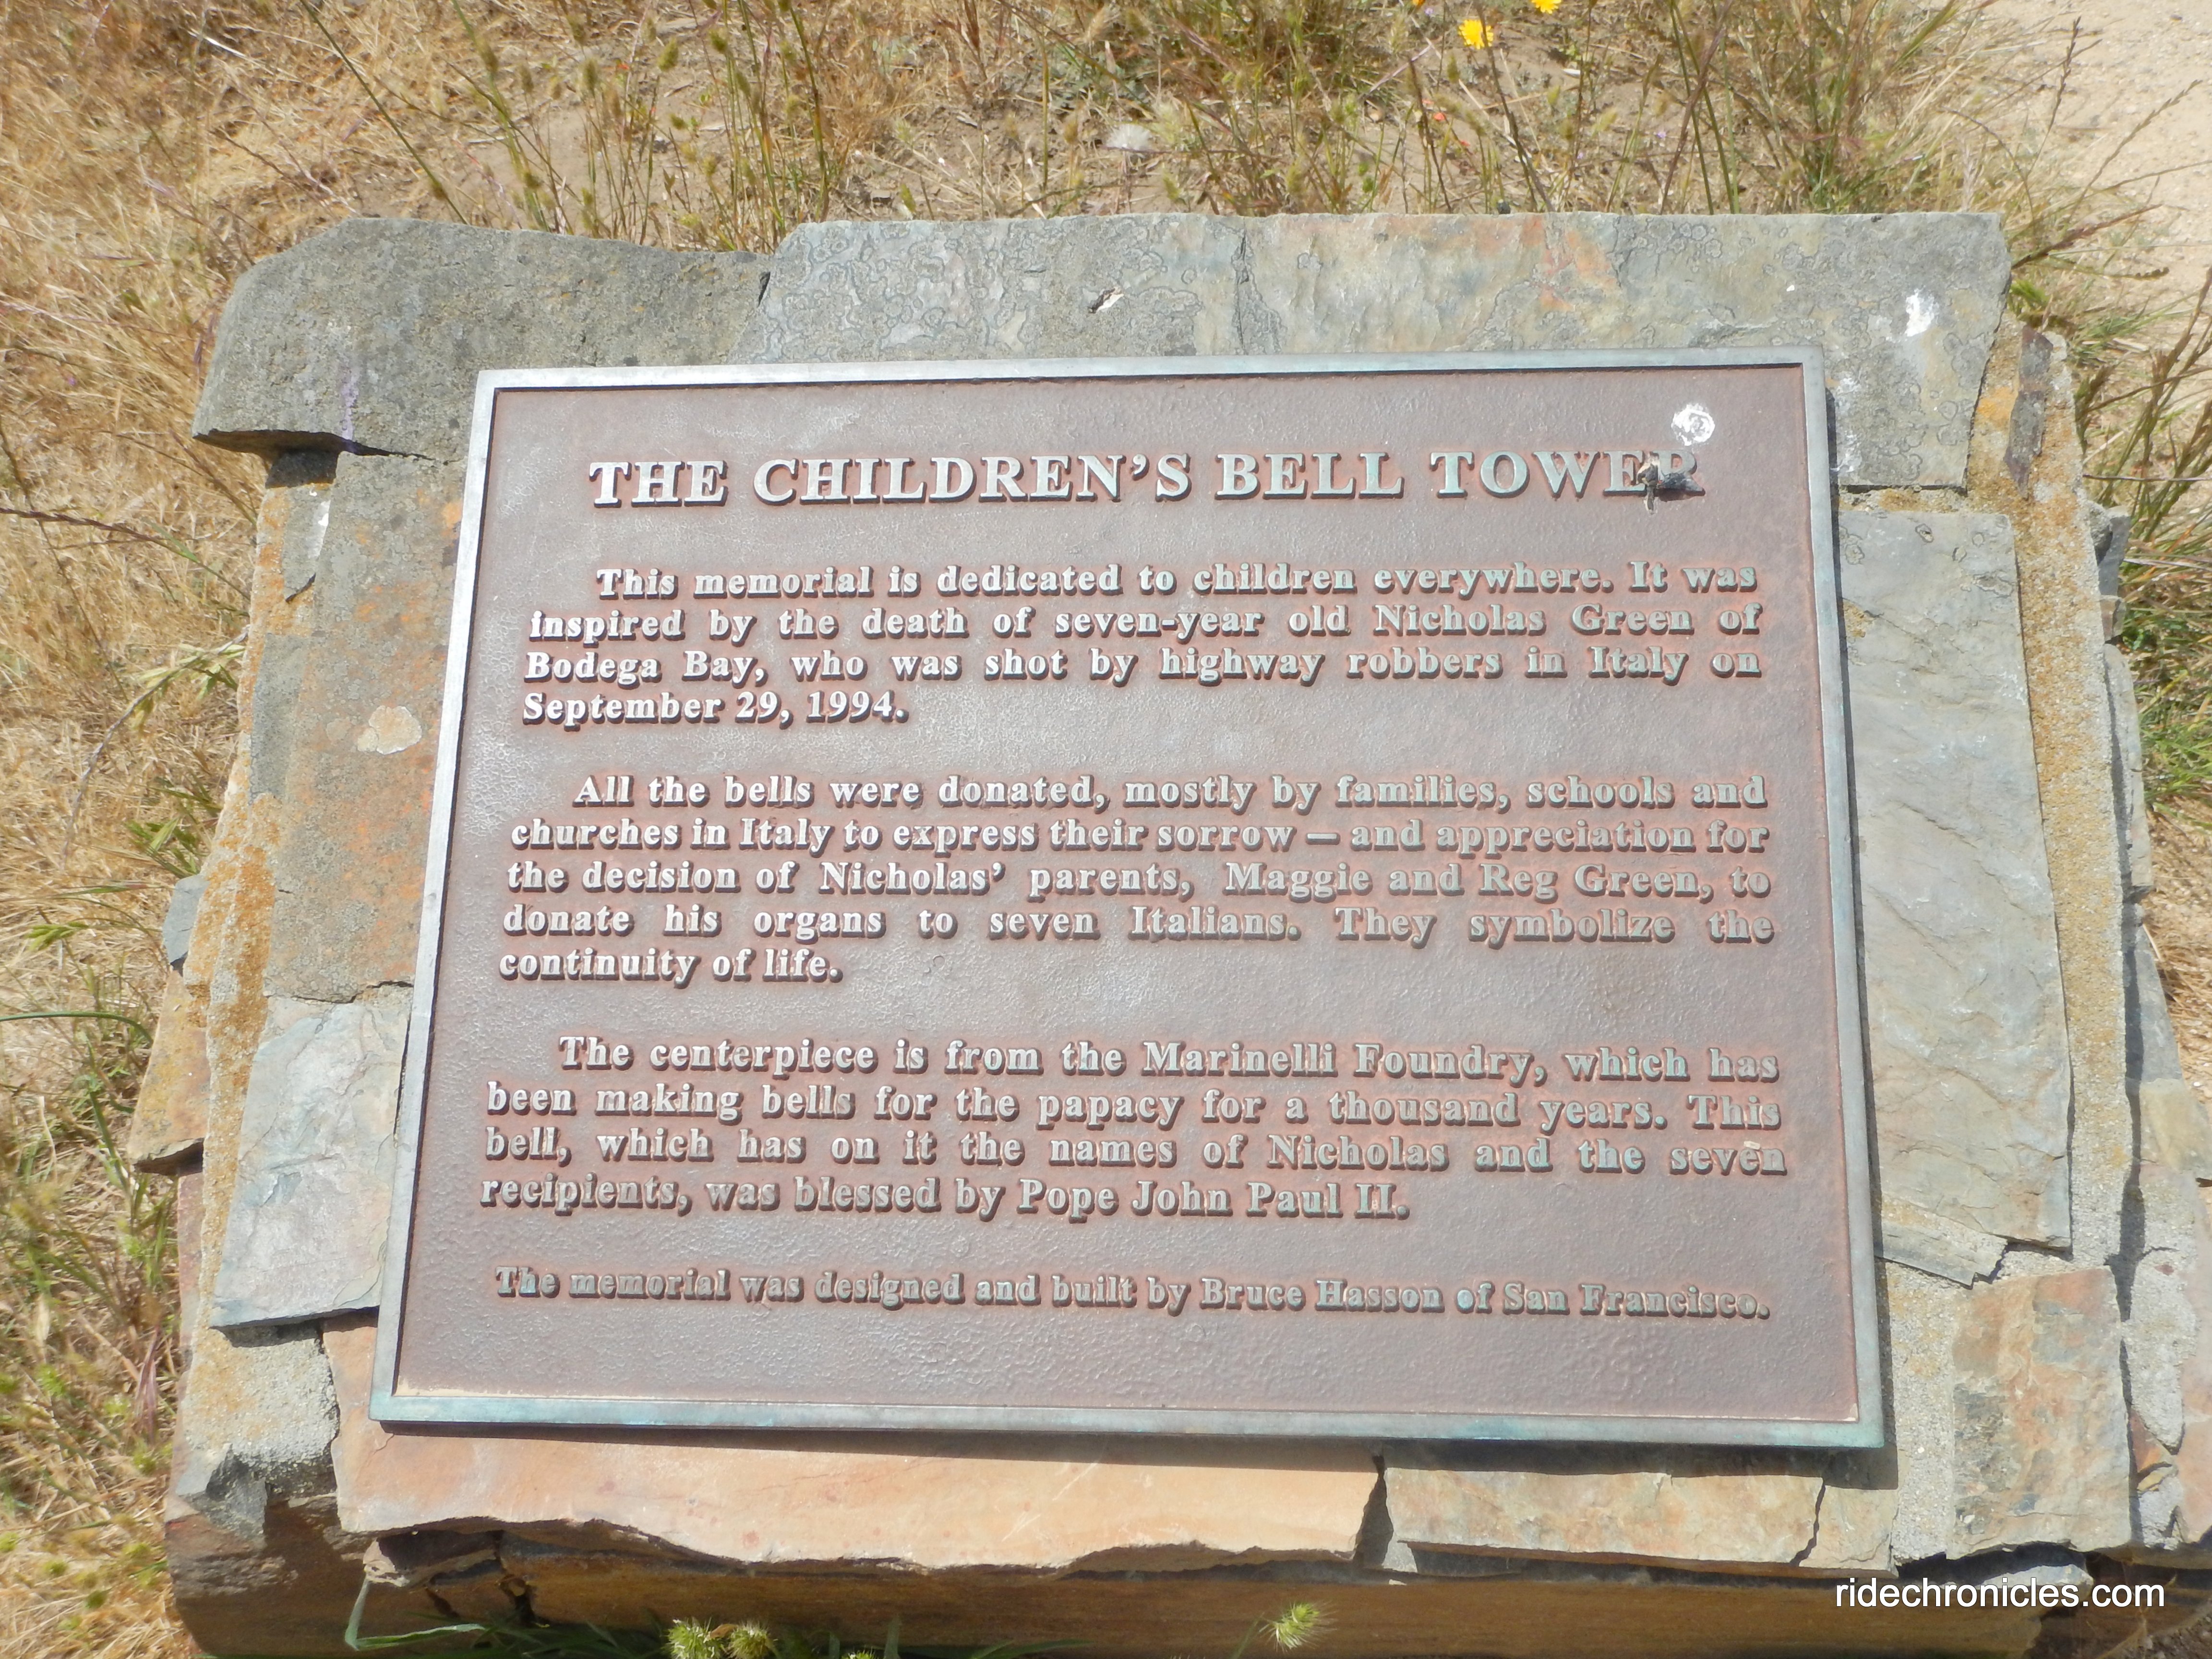 THE CHILDREN'S BELL TOWER
This memorial is dedicated to children everywhere. It was
inspired by the death of seven-year old Nicholas Green of
Bodega Bay, who was shot by highway robbers in Italy on
September 29, 1994.
All the bells were donated, mostly by families, schools and
churches in Italy to express their sorrow — and appreciation for
the decision of Nicholas' parents, Maggie and Reg Green, to
donate his organs to seven Italians. They symbolize the
continuity of life.
The centerpiece is from the Marinelli Foundry, which has
been making bells for the papacy for a thousand years. This
bell, which has on it the names of Nicholas and the seven
recipients, was blessed by Pope John Paul II.
The memorial was designed and built by Bruce Hasson of San Francisco.
ridechronicles.com